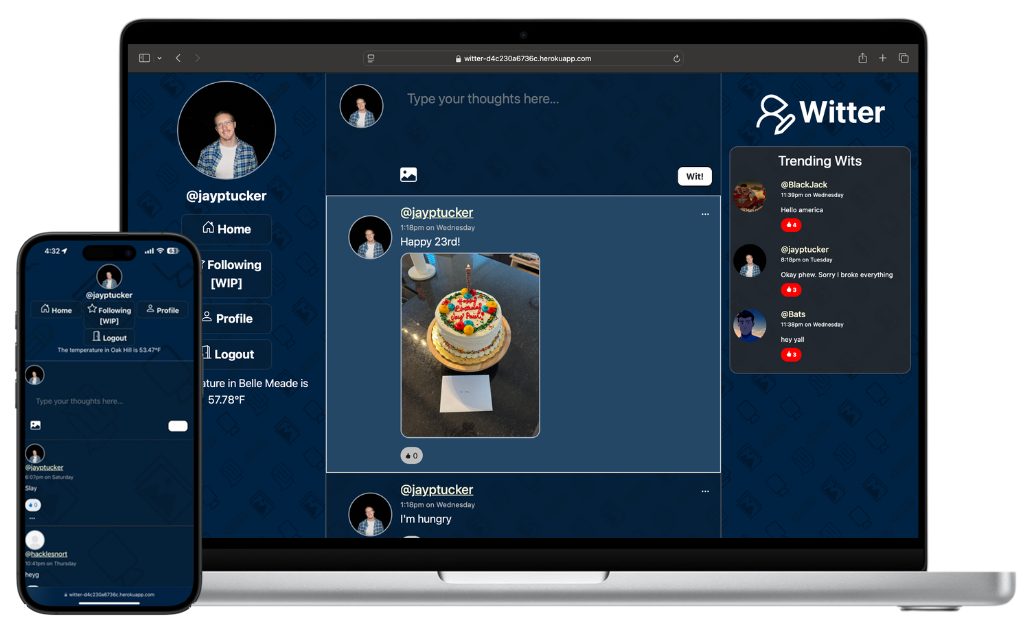 witter-d4c230a6736c.herokuapp.com
@jayptucker
Home
Following
[WIP]
Profile
Logout
ature in Belle Meade is
57.78°F
Type your thoughts here...
Wit!
@jayptucker
1:18pm on Wednesday
Happy 23rd!
0
@jayptucker
1:18pm on Wednesday
I'm hungry
Witter
Trending Wits
@BlackJack
11:39pm on Wednesday
Hello america
4
@jayptucker
8:18pm on Tuesday
Okay phew. Sorry I broke everything
3
@Bats
11:38pm on Wednesday
hey yall
3
4:32
63
@jayptucker
Home
Following
[WIP]
Profile
Logout
The temperature in Oak Hill is 53.47°F
Type your thoughts here...
@jayptucker
6:07pm on Saturday
Slay
0
@hacklesnort
10:41pm on Thursday
heyg
witter-d4c230a6736c.herokuapp.com